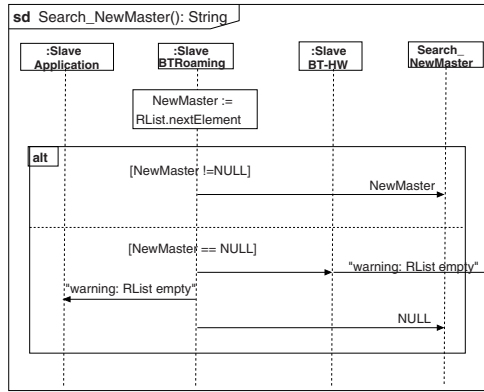 sd Search_NewMaster(): String
:Slave
Application
:Slave
BTRoaming
:Slave
BT-HW
Search_
NewMaster
NewMaster :=
RList.nextElement
alt
[NewMaster !=NULL]
NewMaster
[NewMaster == NULL]
"warning: RList empty"
"warning: RList empty"
NULL